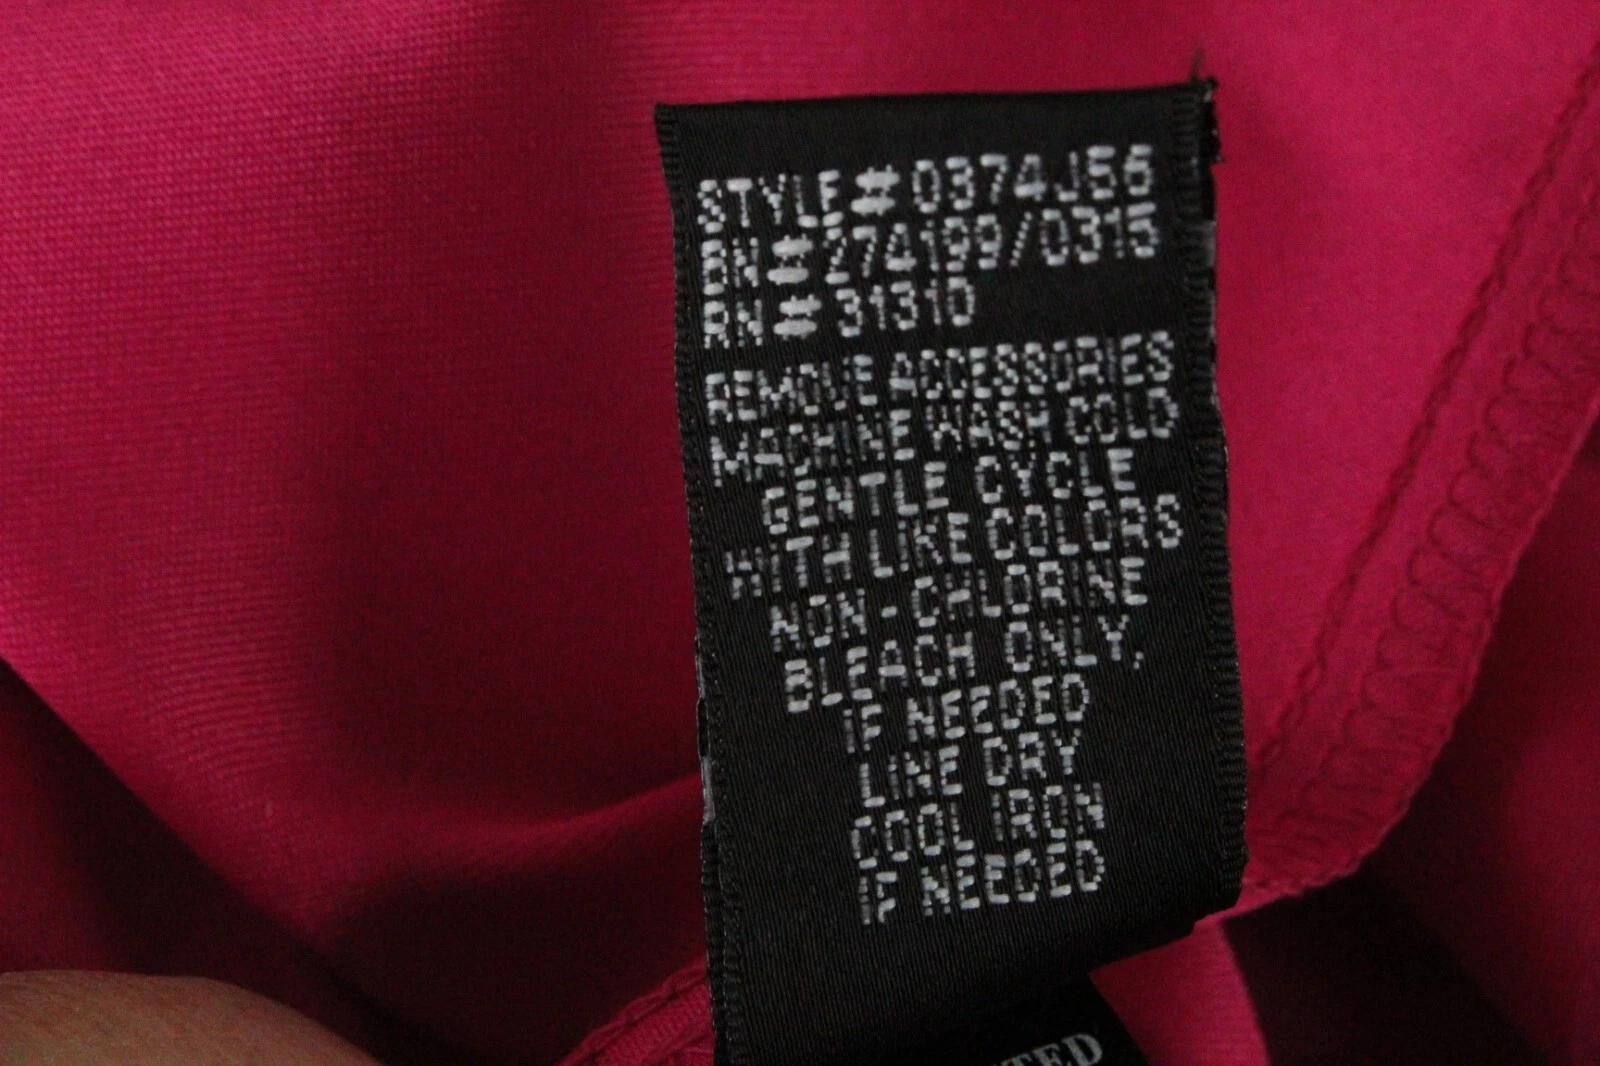 STYLE#0374J56
BN#274199/0315
RN#31310
REMOVE ACCESSORIES
MACHINE WASH COLD
GENTLE CYCLE
WITH LIKE COLORS
NON-CHLORINE
BLEACH ONLY,
IF NEEDED
LINE DRY
COOL IRON
IF NEEDED